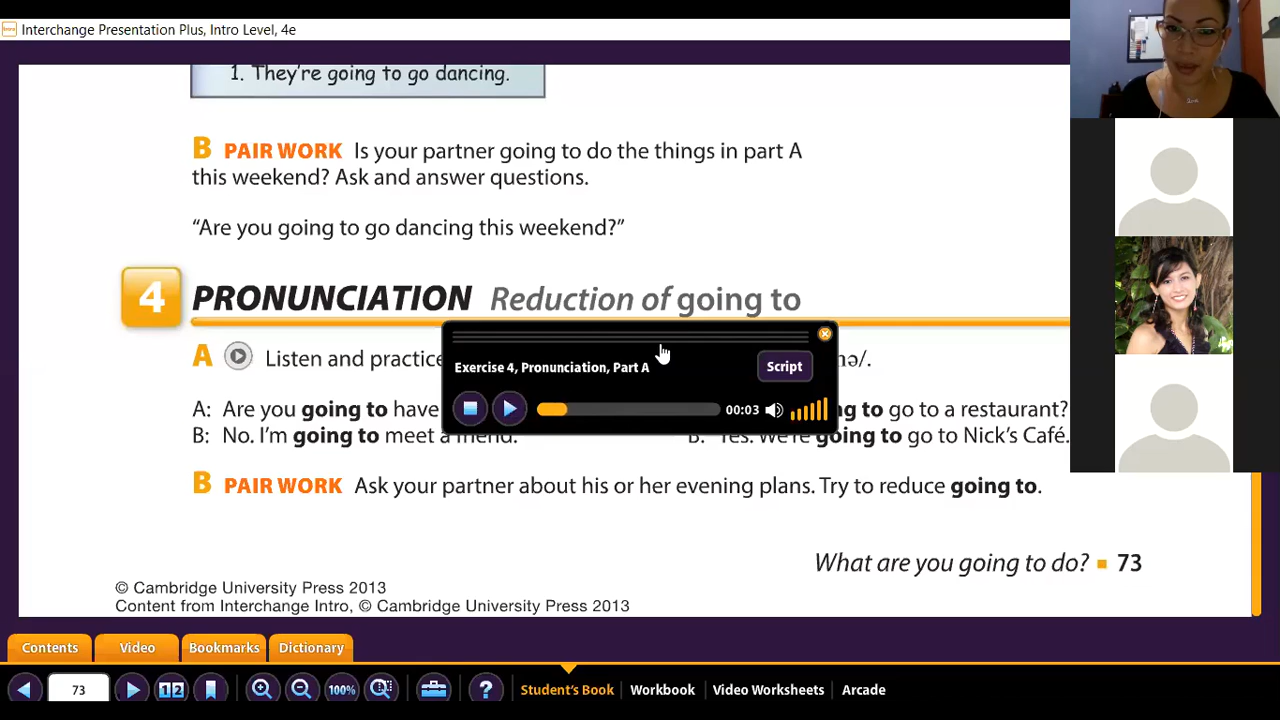 Interchange Presentation Plus, Intro Level, 4e
1. They're going to go dancing.
B PAIR WORK Is your partner going to do the things in part A
this weekend? Ask and answer questions.
“Are you going to go dancing this weekend?”
4 PRONUNCIATION Reduction of going to
A Listen and practice nə/.
Exercise 4, Pronunciation, Part A
Script
A: Are you going to have ng to go to a restaurant?
00:03
B: No. I'm going to meet a friend. B: Yes. We're going to go to Nick's Café.
B PAIR WORK Ask your partner about his or her evening plans. Try to reduce going to.
What are you going to do? 73
© Cambridge University Press 2013
Content from Interchange Intro, © Cambridge University Press 2013
Contents Video Bookmarks Dictionary
73 12 100% ? Student's Book Workbook Video Worksheets Arcade